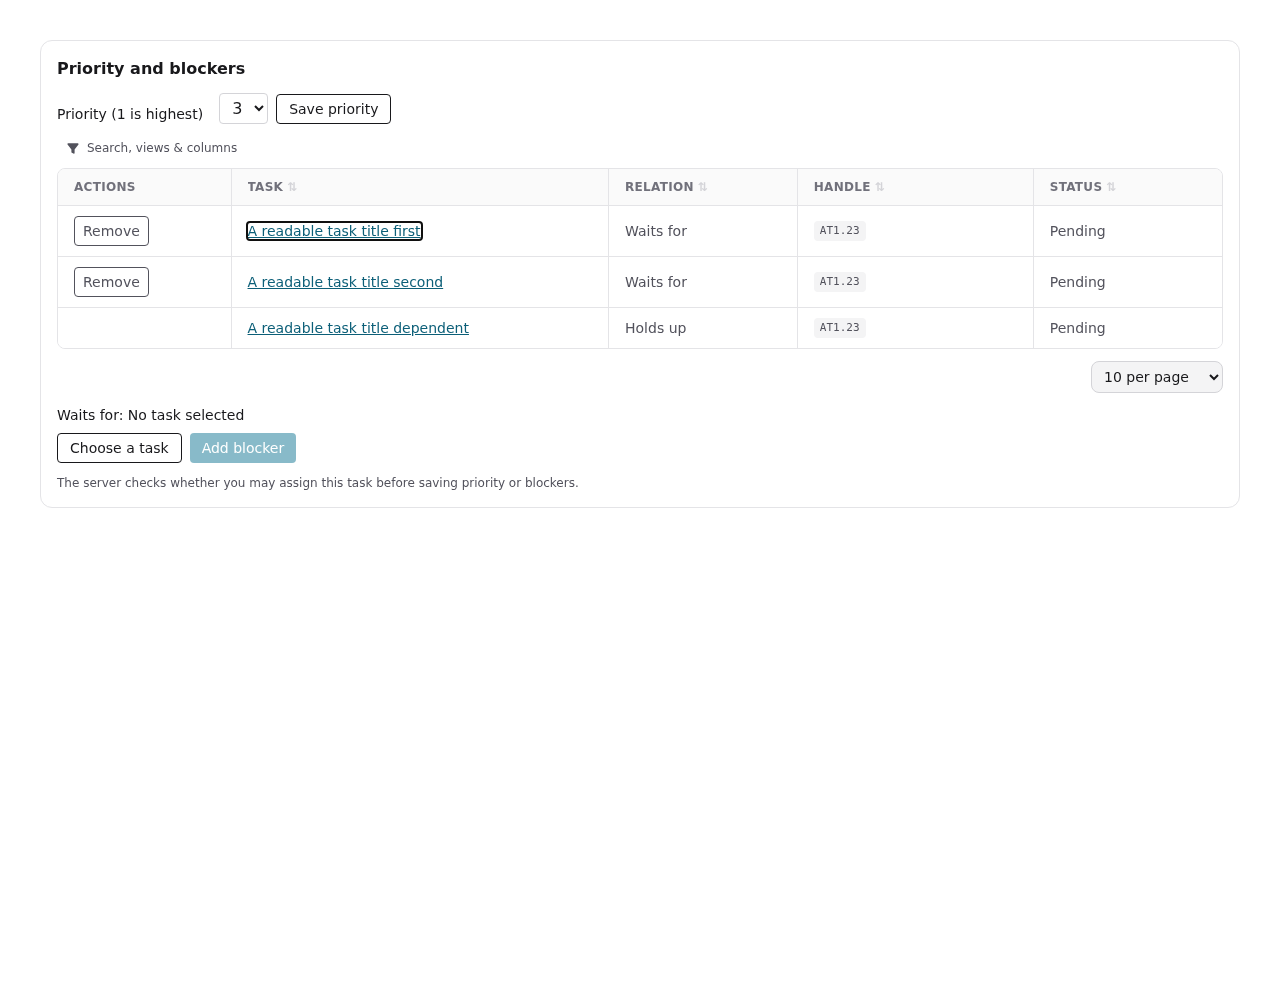 Priority and blockers
Priority (1 is highest) 3 Save priority
Search, views & columns
ACTIONS TASK ⇅ RELATION ⇅ HANDLE ⇅ STATUS ⇅
Remove A readable task title first Waits for AT1.23 Pending
Remove A readable task title second Waits for AT1.23 Pending
A readable task title dependent Holds up AT1.23 Pending
10 per page
Waits for: No task selected
Choose a task Add blocker
The server checks whether you may assign this task before saving priority or blockers.